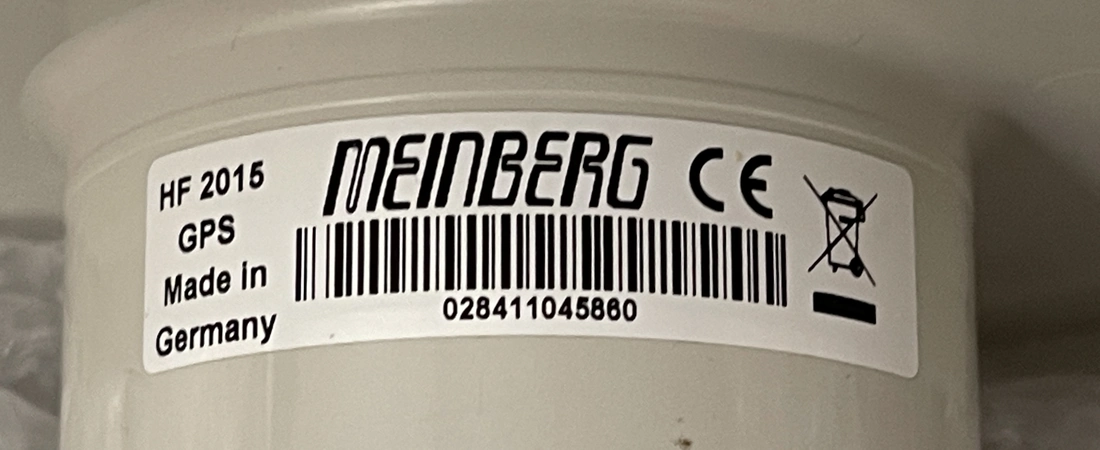 HF 2015
GPS
Made in
Germany
MEINBERG CE
028411045860